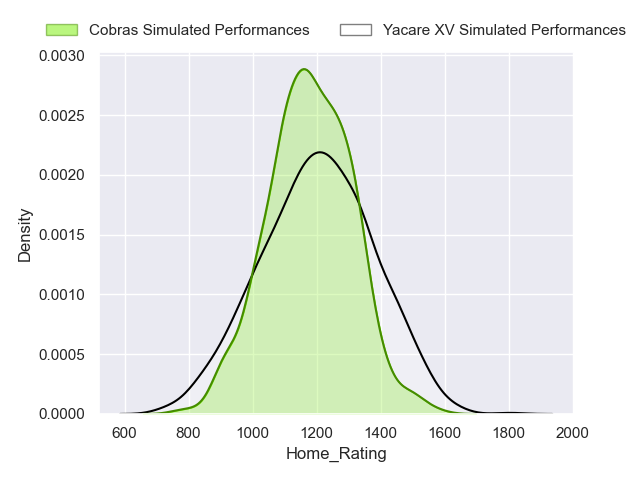 Cobras Simulated Performances Yacare XV Simulated Performances
0.0030
0.0025
0.0020
0.0015
0.0010
0.0005
0.0000
Density
600 800 1000 1200 1400 1600 1800 2000
Home_Rating